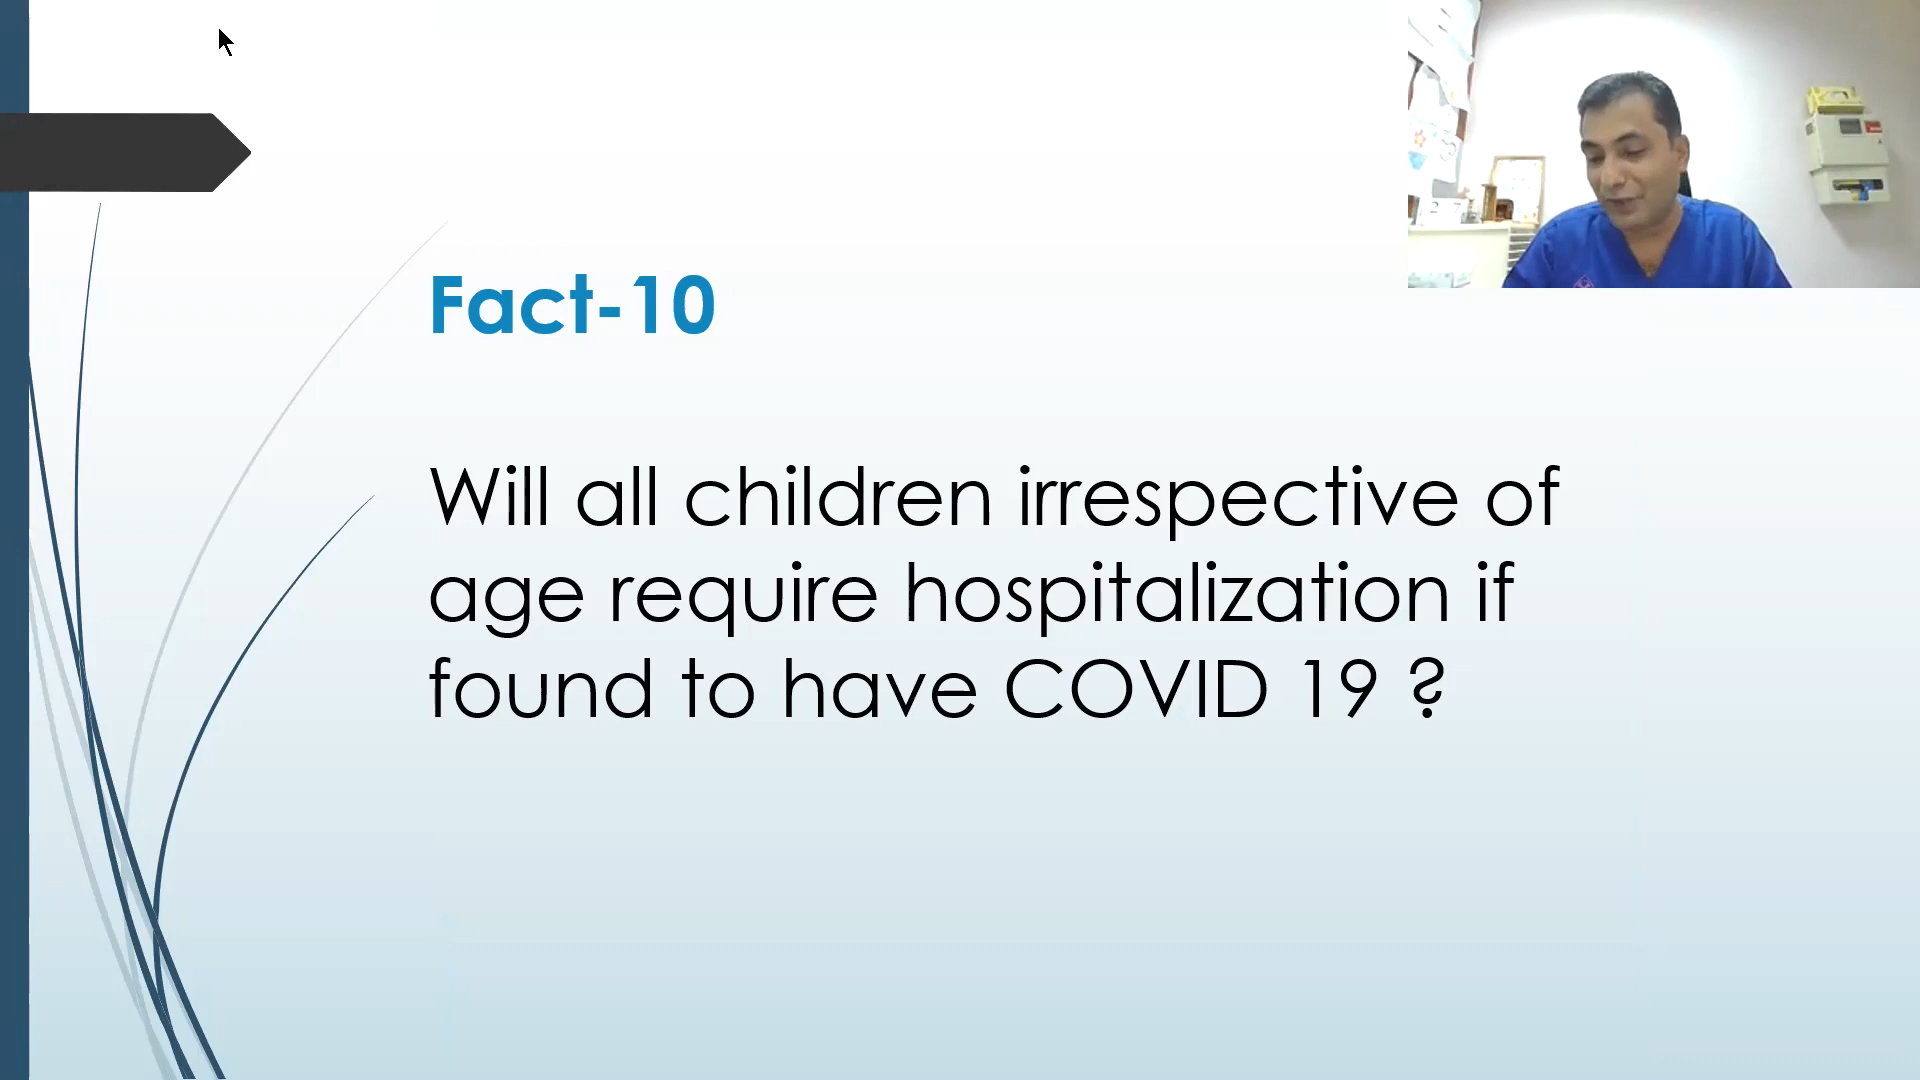 Fact-10
Will all children irrespective of
age require hospitalization if
found to have COVID 19 ?